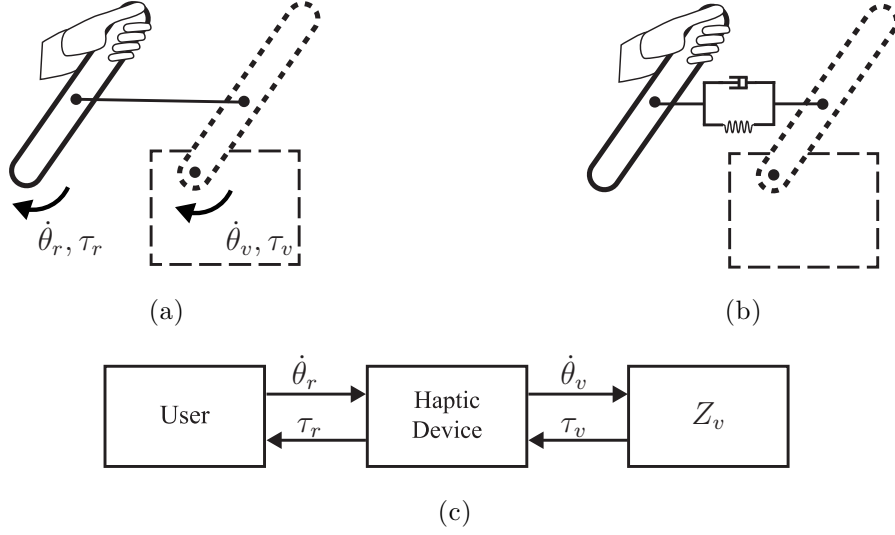 θ̇_r, τ_r
θ̇_v, τ_v
(a)
(b)
User
θ̇_r
τ_r
Haptic
Device
θ̇_v
τ_v
Z_v
(c)